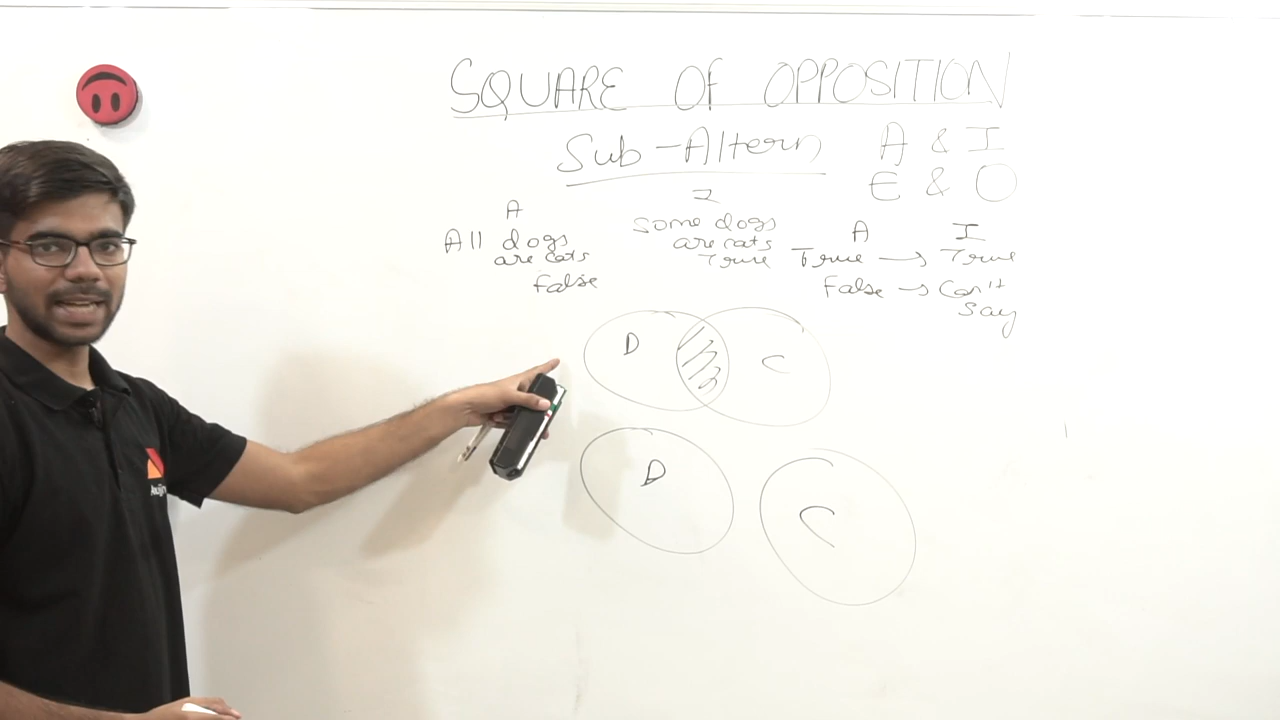 SQUARE OF OPPOSITION
Sub-Altern A & I
E & O
A
All dogs
are cats
False
I
Some dogs
are cats
True
A I
True → True
False → Can't
Say
D C
D C